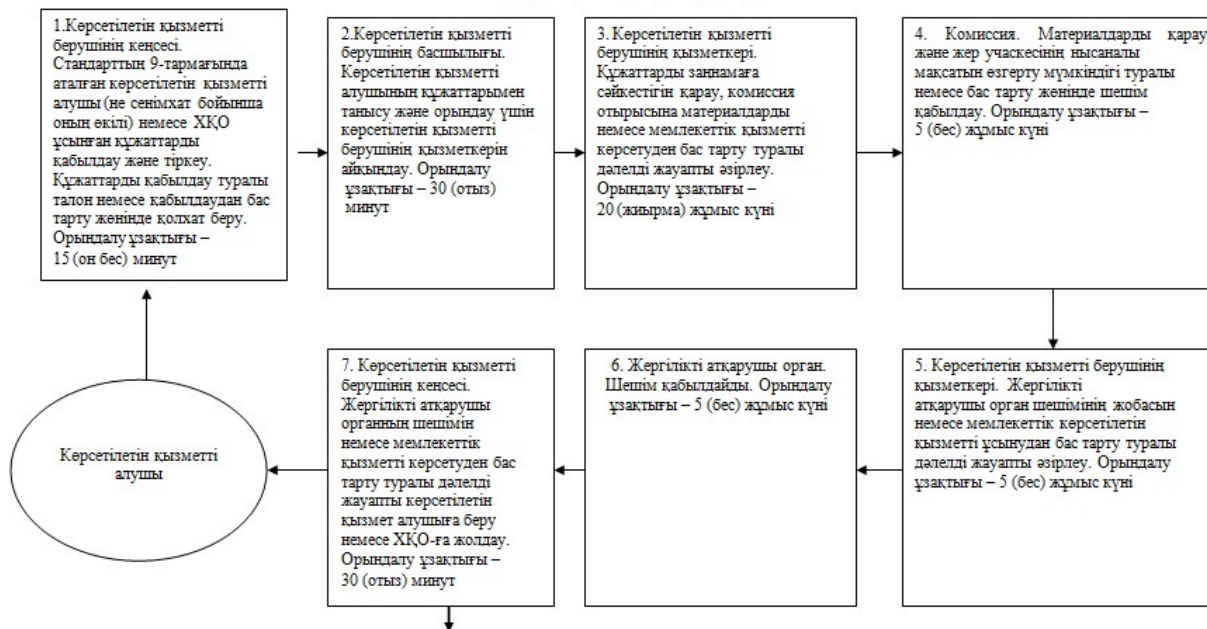 1.Көрсетілетін қызметті
берушінің кеңсесі.
Стандарттың 9-тармағында
аталған көрсетілетін қызметті
алушы (не сенімхат бойынша
оның өкілі) немесе ХҚО
ұсынған құжаттарды
қабылдау және тіркеу.
Құжаттарды қабылдау туралы
талон немесе қабылдаудан бас
тарту жөнінде қолхат беру.
Орындалу ұзақтығы –
15 (он бес) минут
2.Көрсетілетін қызметті
берушінің басшылығы.
Көрсетілетін қызметті
алушының құжаттарымен
танысу және орындау үшін
көрсетілетін қызметті
берушінің қызметкерін
айқындау. Орындалу
ұзақтығы – 30 (отыз)
минут
3. Көрсетілетін қызметті
берушінің қызметкері.
Құжаттарды заңнамаға
сәйкестігін қарау, комиссия
отырысына материалдарды
немесе мемлекеттік қызметті
көрсетуден бас тарту туралы
дәлелді жауапты әзірлеу.
Орындалу ұзақтығы –
20 (жиырма) жұмыс күні
4. Комиссия. Материалдарды қарау
және жер учаскесінің нысаналы
мақсатын өзгерту мүмкіндігі туралы
немесе бас тарту жөнінде шешім
қабылдау. Орындалу ұзақтығы –
5 (бес) жұмыс күні
5. Көрсетілетін қызметті берушінің
қызметкері. Жергілікті
атқарушы орган шешімінің жобасын
немесе мемлекеттік көрсетілетін
қызметті ұсынудан бас тарту туралы
дәлелді жауапты әзірлеу. Орындалу
ұзақтығы – 5 (бес) жұмыс күні
6. Жергілікті атқарушы орган.
Шешім қабылдайды. Орындалу
ұзақтығы – 5 (бес) жұмыс күні
7. Көрсетілетін қызметті
берушінің кеңсесі.
Жергілікті атқарушы
органның шешімін
немесе мемлекеттік
қызметті көрсетуден бас
тарту туралы дәлелді
жауапты көрсетілетін
қызмет алушыға беру
немесе ХҚО-ға жолдау.
Орындалу ұзақтығы –
30 (отыз) минут
Көрсетілетін қызметті
алушы